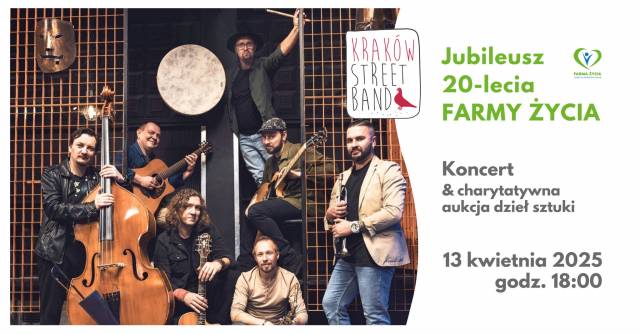 KRAKÓW
STREET
BAND
Jubileusz
20-lecia
FARMY ŻYCIA
FARMA ŻYCIA
Koncert
& charytatywna
aukcja dzieł sztuki
13 kwietnia 2025
godz. 18:00